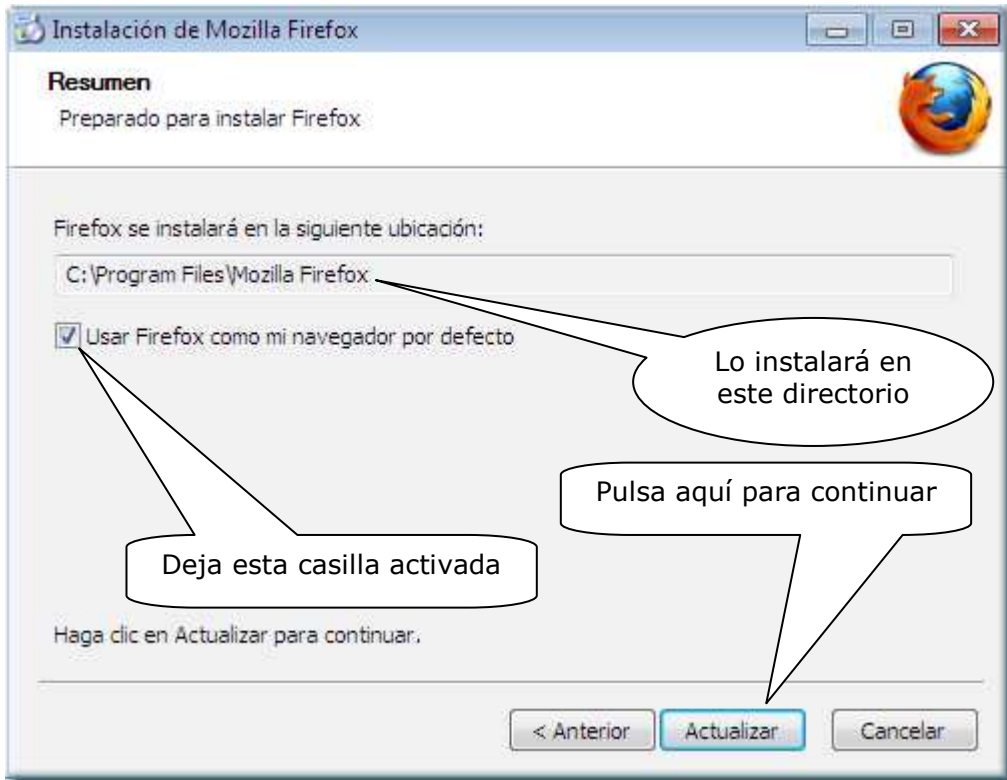 Instalación de Mozilla Firefox
Resumen
Preparado para instalar Firefox
Firefox se instalará en la siguiente ubicación:
C:\Program Files\Mozilla Firefox
Usar Firefox como mi navegador por defecto
Lo instalará en
este directorio
Pulsa aquí para continuar
Deja esta casilla activada
Haga clic en Actualizar para continuar.
< Anterior
Actualizar
Cancelar